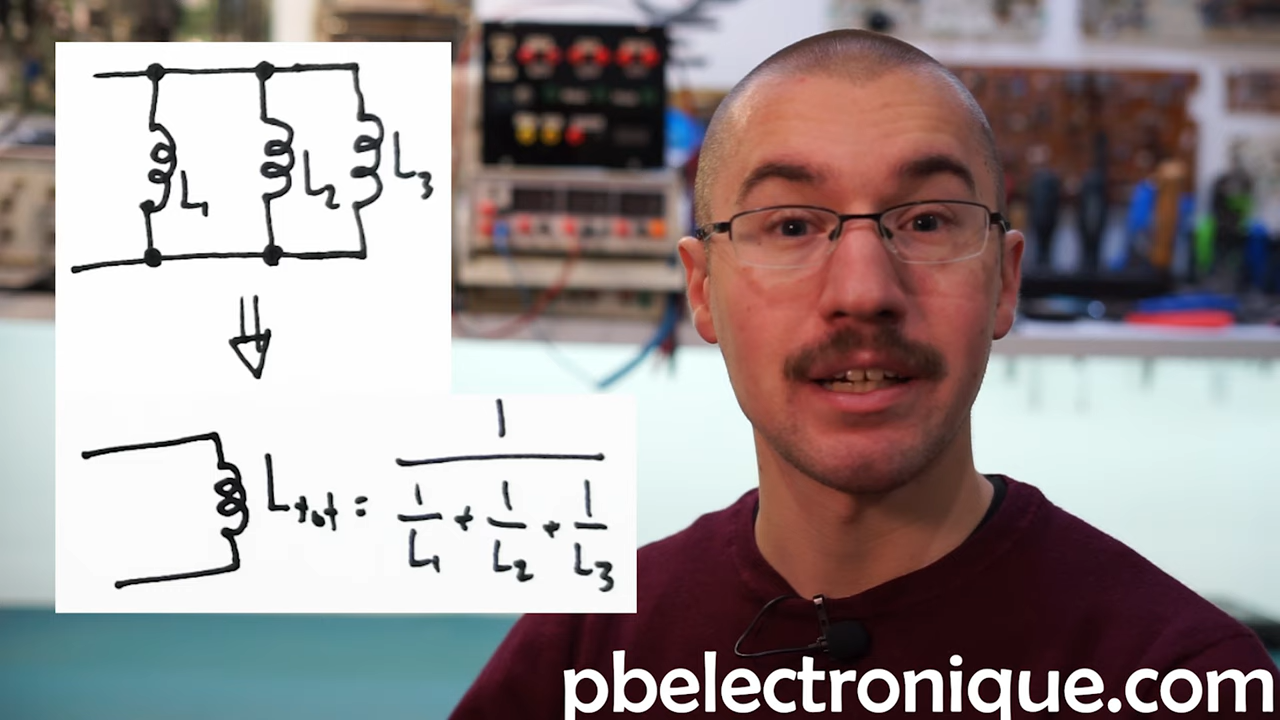 L1
L2
L3
Ltot = 1
1/L1 + 1/L2 + 1/L3
pbelectronique.com